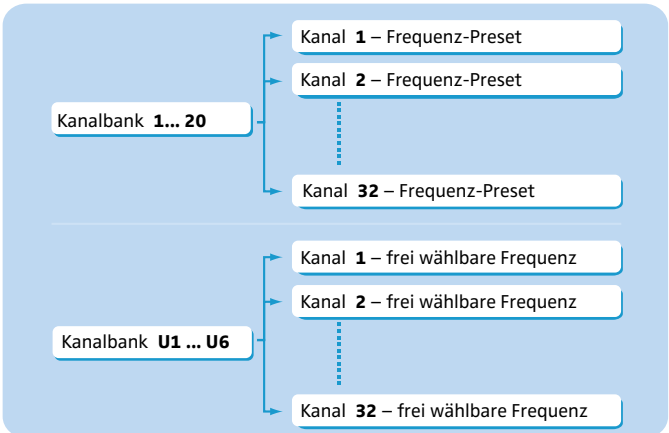 Kanal 1 – Frequenz-Preset
Kanal 2 – Frequenz-Preset
Kanalbank 1... 20
Kanal 32 – Frequenz-Preset
Kanal 1 – frei wählbare Frequenz
Kanal 2 – frei wählbare Frequenz
Kanalbank U1 ... U6
Kanal 32 – frei wählbare Frequenz